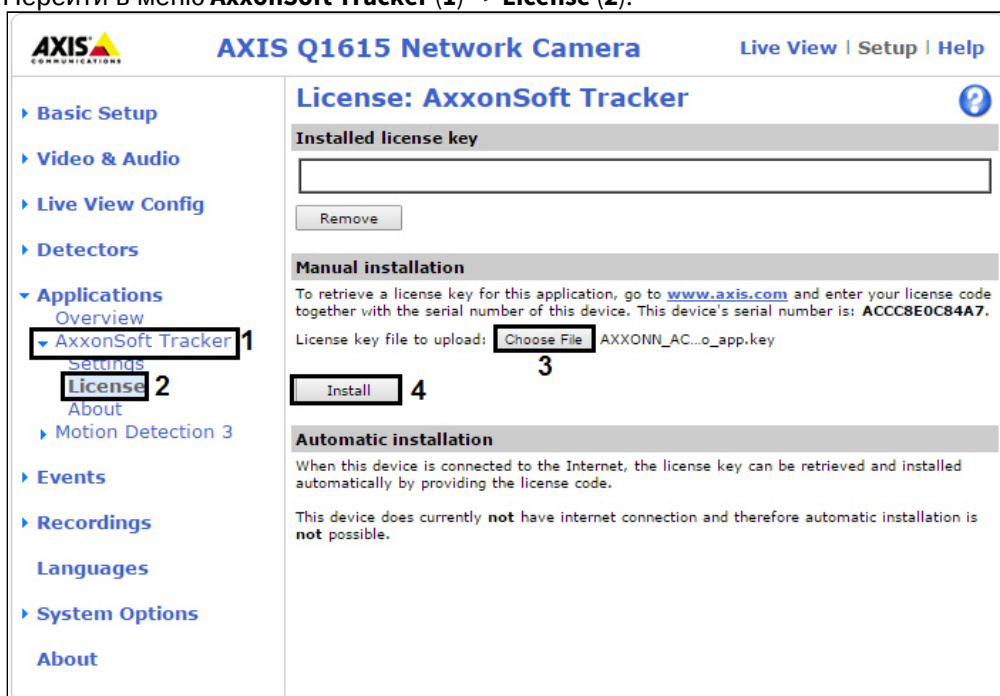 Перейти в меню AxxonSoft Tracker (1) -> License (2).
AXIS
COMMUNICATIONS
AXIS Q1615 Network Camera
Live View | Setup | Help
Basic Setup
Video & Audio
Live View Config
Detectors
Applications
Overview
AxxonSoft Tracker 1
Settings
License 2
About
Motion Detection 3
Events
Recordings
Languages
System Options
About
License: AxxonSoft Tracker
?
Installed license key
Remove
Manual installation
To retrieve a license key for this application, go to www.axis.com and enter your license code
together with the serial number of this device. This device's serial number is: ACCC8E0C84A7.
License key file to upload: Choose File AXXONN_AC...o_app.key
3
Install 4
Automatic installation
When this device is connected to the Internet, the license key can be retrieved and installed
automatically by providing the license code.
This device does currently not have internet connection and therefore automatic installation is
not possible.